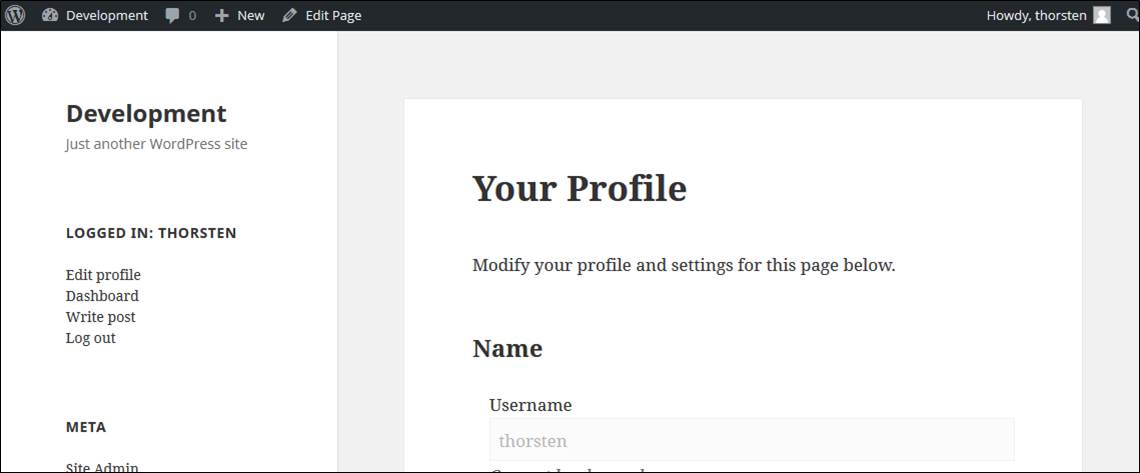 Development 0 New Edit Page Howdy, thorsten
Development
Just another WordPress site
LOGGED IN: THORSTEN
Edit profile
Dashboard
Write post
Log out
META
Site Admin
Your Profile
Modify your profile and settings for this page below.
Name
Username
thorsten